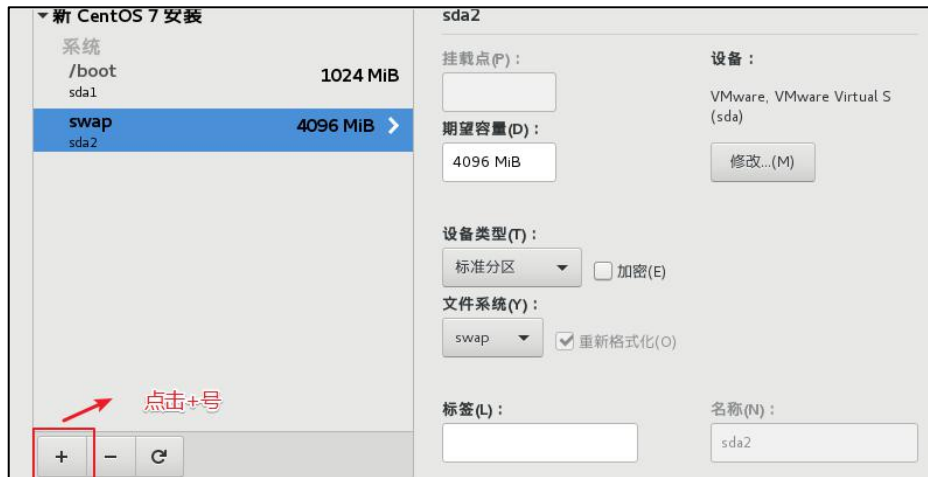 新 CentOS 7 安装
系统
/boot
1024 MiB
sda1
swap
4096 MiB
sda2
点击+号
sda2
挂载点(P)：
设备：
VMware, VMware Virtual S
(sda)
期望容量(D)：
4096 MiB
修改...(M)
设备类型(T)：
标准分区
加密(E)
文件系统(Y)：
swap
重新格式化(O)
标签(L)：
名称(N)：
sda2